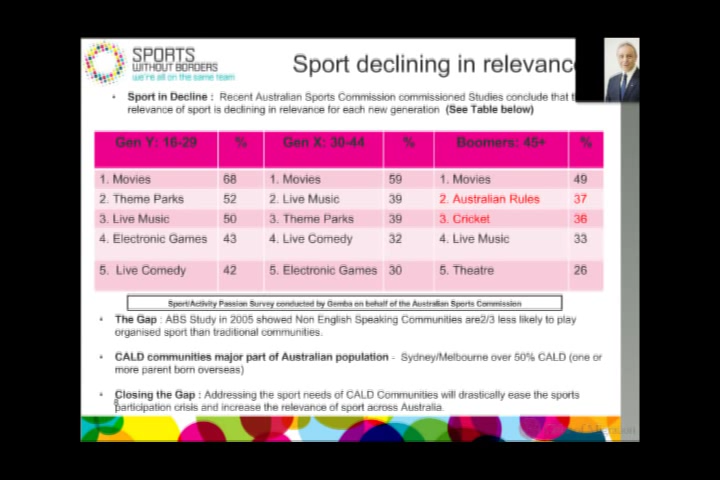 SPORTS
WITHOUT BORDERS
we're all on the same team
Sport declining in relevanc
• Sport in Decline : Recent Australian Sports Commission commissioned Studies conclude that t
relevance of sport is declining in relevance for each new generation (See Table below)
Gen Y: 16-29 % Gen X: 30-44 % Boomers: 45+ %
1. Movies 68 1. Movies 59 1. Movies 49
2. Theme Parks 52 2. Live Music 39 2. Australian Rules 37
3. Live Music 50 3. Theme Parks 39 3. Cricket 36
4. Electronic Games 43 4. Live Comedy 32 4. Live Music 33
5. Live Comedy 42 5. Electronic Games 30 5. Theatre 26
Sport/Activity Passion Survey conducted by Gemba on behalf of the Australian Sports Commission
• The Gap : ABS Study in 2005 showed Non English Speaking Communities are2/3 less likely to play
organised sport than traditional communities.
• CALD communities major part of Australian population - Sydney/Melbourne over 50% CALD (one or
more parent born overseas)
• Closing the Gap : Addressing the sport needs of CALD Communities will drastically ease the sports
participation crisis and increase the relevance of sport across Australia.